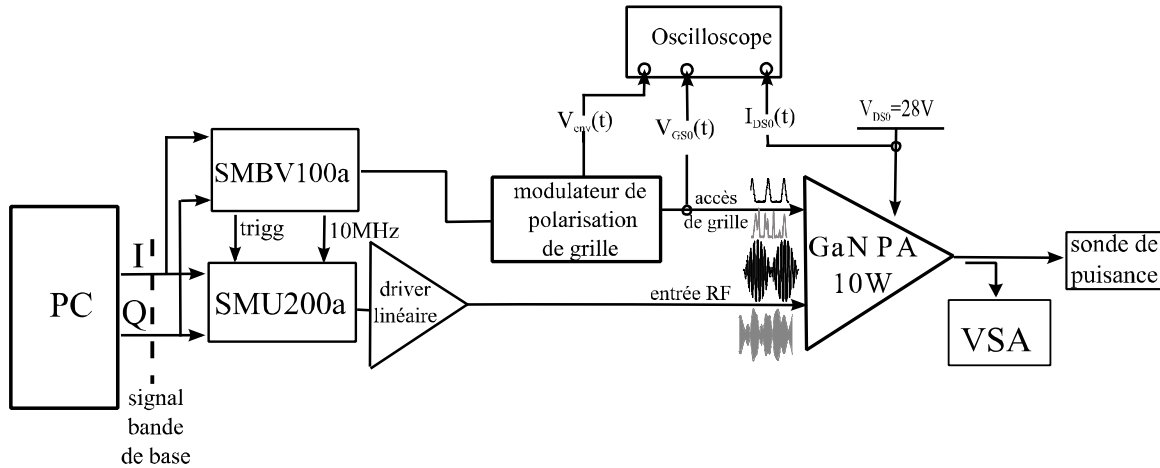 Oscilloscope
V_env(t)
V_GS0(t)
I_DS0(t)
V_DS0=28V
SMBV100a
modulateur de
polarisation
de grille
accès
de grille
trigg
10MHz
PC
I
Q
SMU200a
driver
linéaire
entrée RF
GaN PA
10W
sonde de
puisance
VSA
signal
bande
de base